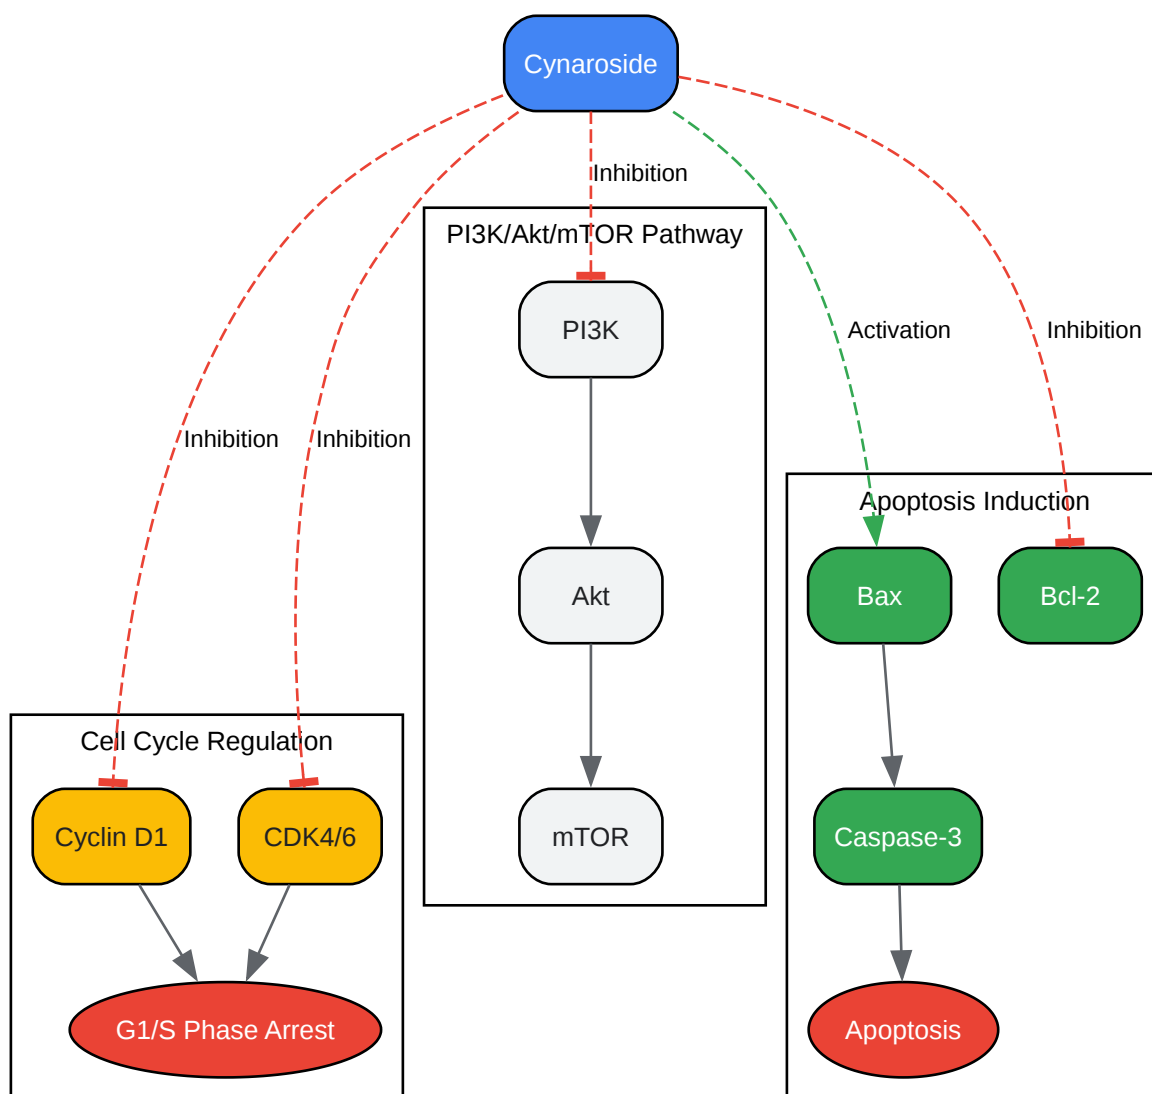 Cynaroside
Inhibition
PI3K/Akt/mTOR Pathway
PI3K
Activation
Inhibition
Inhibition
Inhibition
Apoptosis Induction
Akt
Bax
Bcl-2
Cell Cycle Regulation
Cyclin D1
CDK4/6
mTOR
Caspase-3
G1/S Phase Arrest
Apoptosis